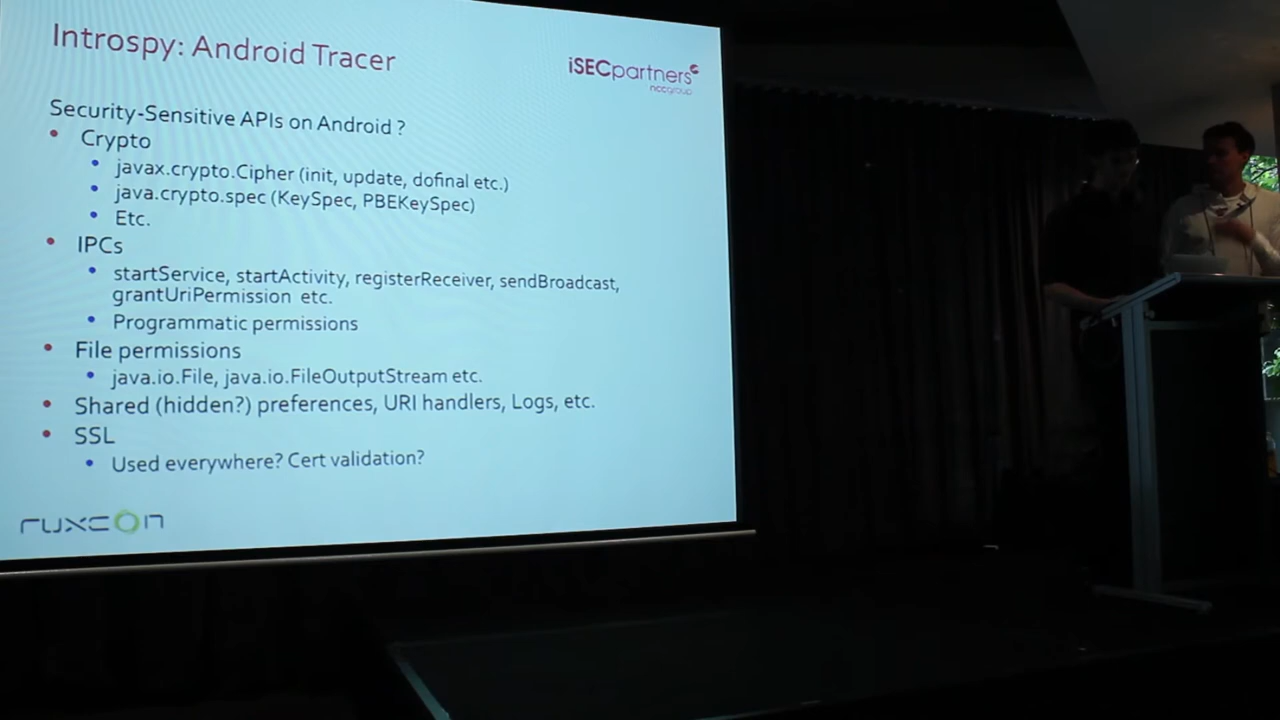 Introspy: Android Tracer
iSECpartners
nccgroup
Security-Sensitive APIs on Android ?
• Crypto
• javax.crypto.Cipher (init, update, dofinal etc.)
• java.crypto.spec (KeySpec, PBEKeySpec)
• Etc.
• IPCs
• startService, startActivity, registerReceiver, sendBroadcast,
grantUriPermission etc.
• Programmatic permissions
• File permissions
• java.io.File, java.io.FileOutputStream etc.
• Shared (hidden?) preferences, URI handlers, Logs, etc.
• SSL
• Used everywhere? Cert validation?
ruxcon